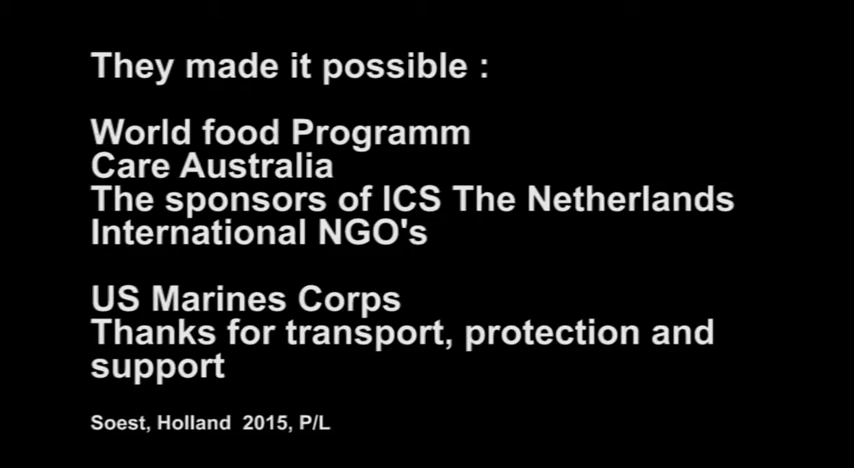 They made it possible :
World food Programm
Care Australia
The sponsors of ICS The Netherlands
International NGO's
US Marines Corps
Thanks for transport, protection and
support
Soest, Holland 2015, P/L